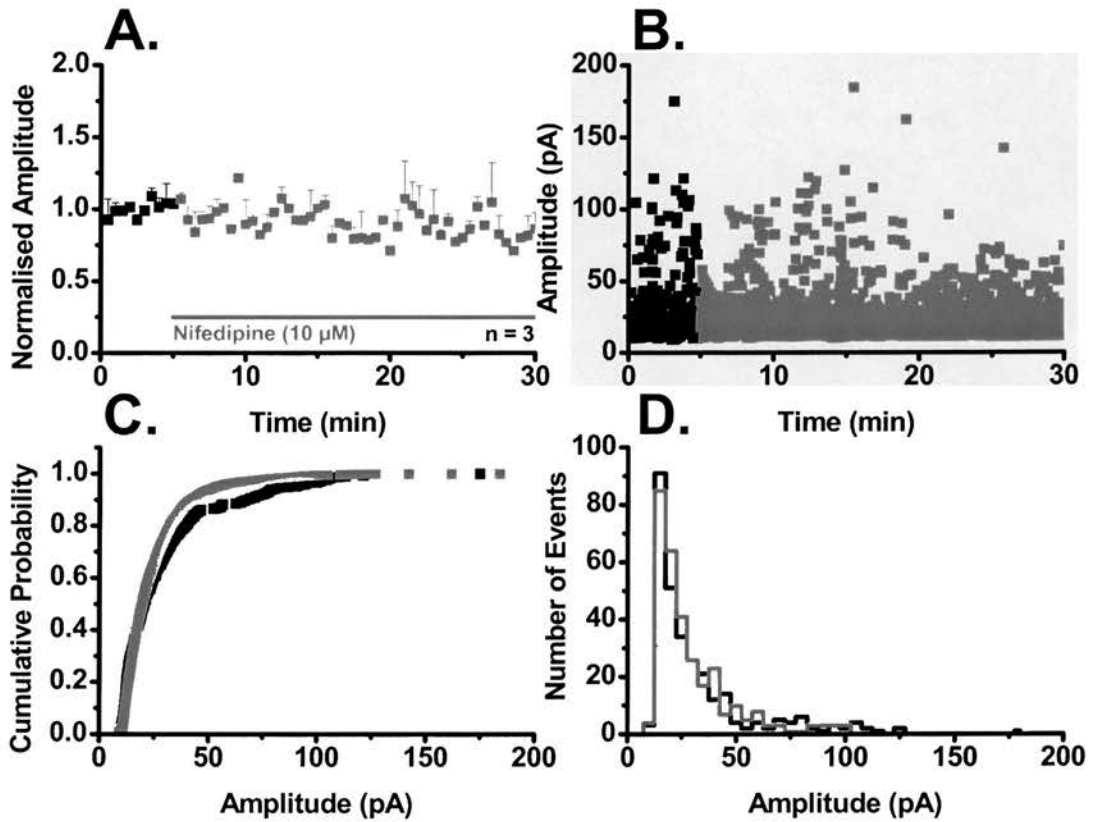 A.
Normalised Amplitude
2.0
1.5
1.0
0.5
0.0
Nifedipine (10 µM)
n = 3
0 10 20 30
Time (min)
B.
Amplitude (pA)
200
150
100
50
0
0 10 20 30
Time (min)
C.
Cumulative Probability
1.0
0.8
0.6
0.4
0.2
0.0
0 50 100 150 200
Amplitude (pA)
D.
Number of Events
100
80
60
40
20
0
0 50 100 150 200
Amplitude (pA)